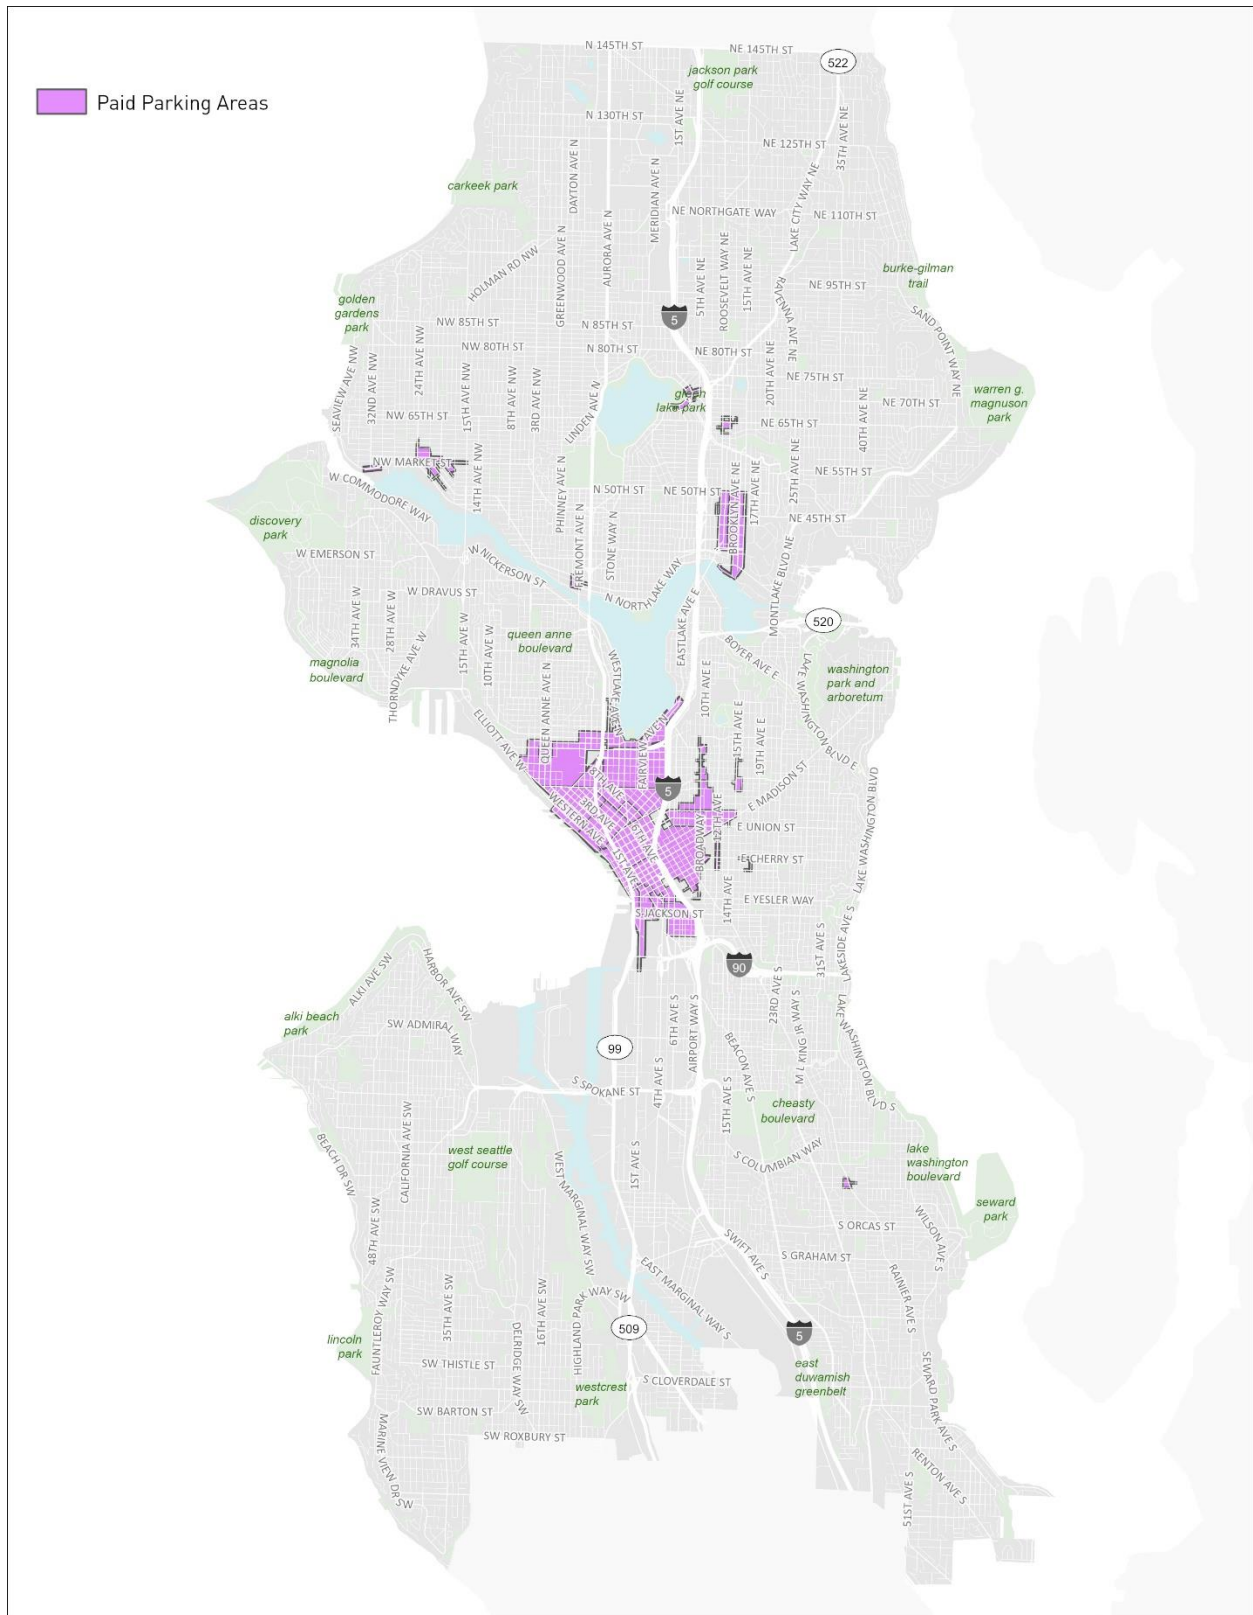 Paid Parking Areas
N 145TH ST
NE 145TH ST
522
jackson park
golf course
N 130TH ST
1ST AVE NE
NE 125TH ST
35TH AVE NE
DAYTON AVE N
carkeek park
MERIDIAN AVE N
LAKE CITY WAY NE
NE NORTHGATE WAY
NE 110TH ST
AURORA AVE N
GREENWOOD AVE N
HOLMAN RD NW
5TH AVE NE
ROOSEVELT WAY NE
15TH AVE NE
burke-gilman
trail
NE 95TH ST
RAVENNA AVE NE
golden
gardens
park
5
NW 85TH ST
N 85TH ST
SAND POINT WAY NE
NW 80TH ST
N 80TH ST
NE 80TH ST
SEAVIEW AVE NW
32ND AVE NW
24TH AVE NW
15TH AVE NW
8TH AVE NW
3RD AVE NW
LINDEN AVE N
20TH AVE NE
NE 75TH ST
green
lake park
40TH AVE NE
NE 70TH ST
warren g.
magnuson
park
NW 65TH ST
NE 65TH ST
NW MARKET ST
14TH AVE NW
W COMMODORE WAY
PHINNEY AVE N
N 50TH ST
NE 50TH ST
BROOKLYN AVE NE
17TH AVE NE
25TH AVE NE
NE 55TH ST
NE 45TH ST
discovery
park
W EMERSON ST
W NICKERSON ST
FREMONT AVE N
STONE WAY N
N NORTHLAKE WAY
MONTLAKE BLVD NE
W DRAVUS ST
34TH AVE W
28TH AVE W
THORNDYKE AVE W
15TH AVE W
10TH AVE W
queen anne
boulevard
EASTLAKE AVE E
520
BOYER AVE E
magnolia
boulevard
QUEEN ANNE AVE N
WESTLAKE AVE N
10TH AVE E
LAKE WASHINGTON BLVD E
washington
park and
arboretum
ELLIOTT AVE W
FAIRVIEW AVE N
15TH AVE E
19TH AVE E
8TH AVE
5
E MADISON ST
LAKE WASHINGTON BLVD
WESTERN AVE
3RD AVE
6TH AVE
1ST AVE
BROADWAY
12TH AVE
E UNION ST
E CHERRY ST
14TH AVE
E YESLER WAY
S JACKSON ST
31ST AVE S
LAKESIDE AVE S
90
ALKI AVE SW
HARBOR AVE SW
alki beach
park
SW ADMIRAL WAY
99
6TH AVE S
AIRPORT WAY S
23RD AVE S
M L KING JR WAY S
LAKE WASHINGTON BLVD S
BEACON AVE S
4TH AVE S
S SPOKANE ST
15TH AVE S
cheasty
boulevard
BEACH DR SW
CALIFORNIA AVE SW
west seattle
golf course
WEST MARGINAL WAY SW
1ST AVE S
S COLUMBIAN WAY
lake
washington
boulevard
seward
park
48TH AVE SW
S ORCAS ST
WILSON AVE S
SWIFT AVE S
S GRAHAM ST
EAST MARGINAL WAY S
RAINIER AVE S
FAUNTLEROY WAY SW
35TH AVE SW
16TH AVE SW
HIGHLAND PARK WAY SW
509
5
lincoln
park
DELRIDGE WAY SW
SW THISTLE ST
westcrest
park
S CLOVERDALE ST
east
duwamish
greenbelt
SEWARD PARK AVE S
SW BARTON ST
MARINE VIEW DR SW
SW ROXBURY ST
RENTON AVE S
51ST AVE S